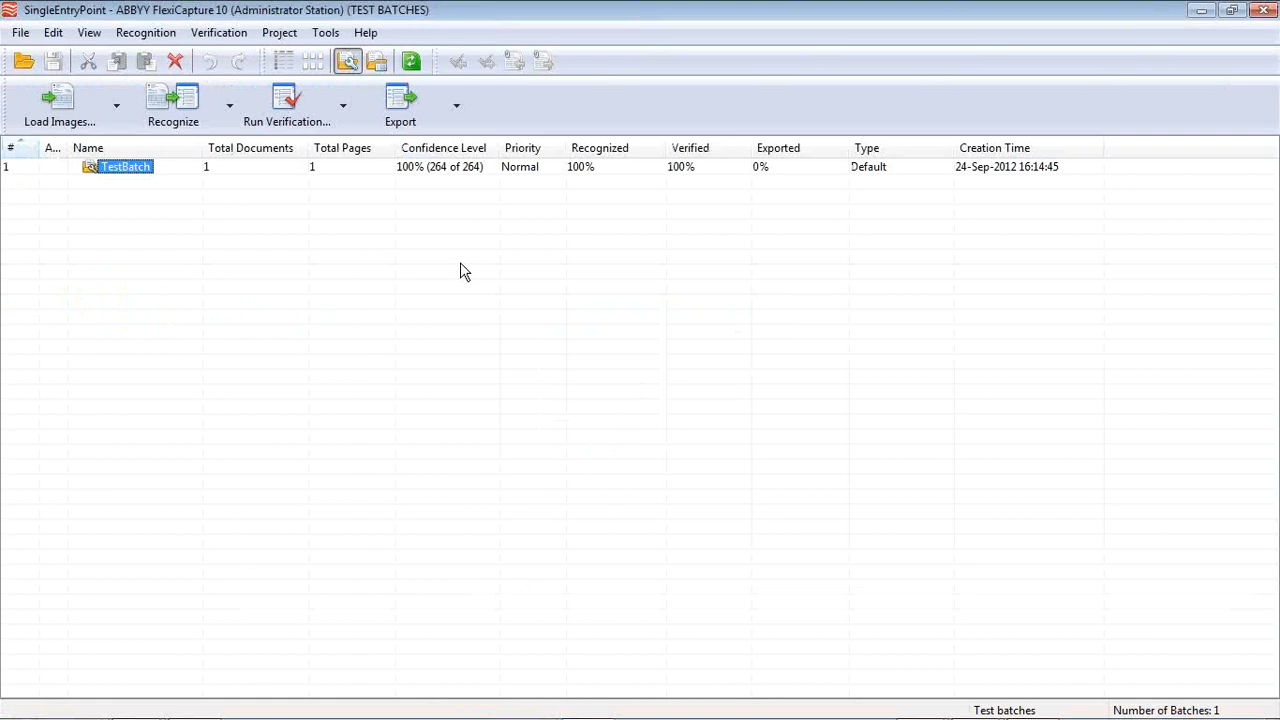 SingleEntryPoint - ABBYY FlexiCapture 10 (Administrator Station) (TEST BATCHES)
File Edit View Recognition Verification Project Tools Help
Load Images... Recognize Run Verification... Export
# A... Name Total Documents Total Pages Confidence Level Priority Recognized Verified Exported Type Creation Time
1 TestBatch 1 1 100% (264 of 264) Normal 100% 100% 0% Default 24-Sep-2012 16:14:45
Test batches Number of Batches: 1